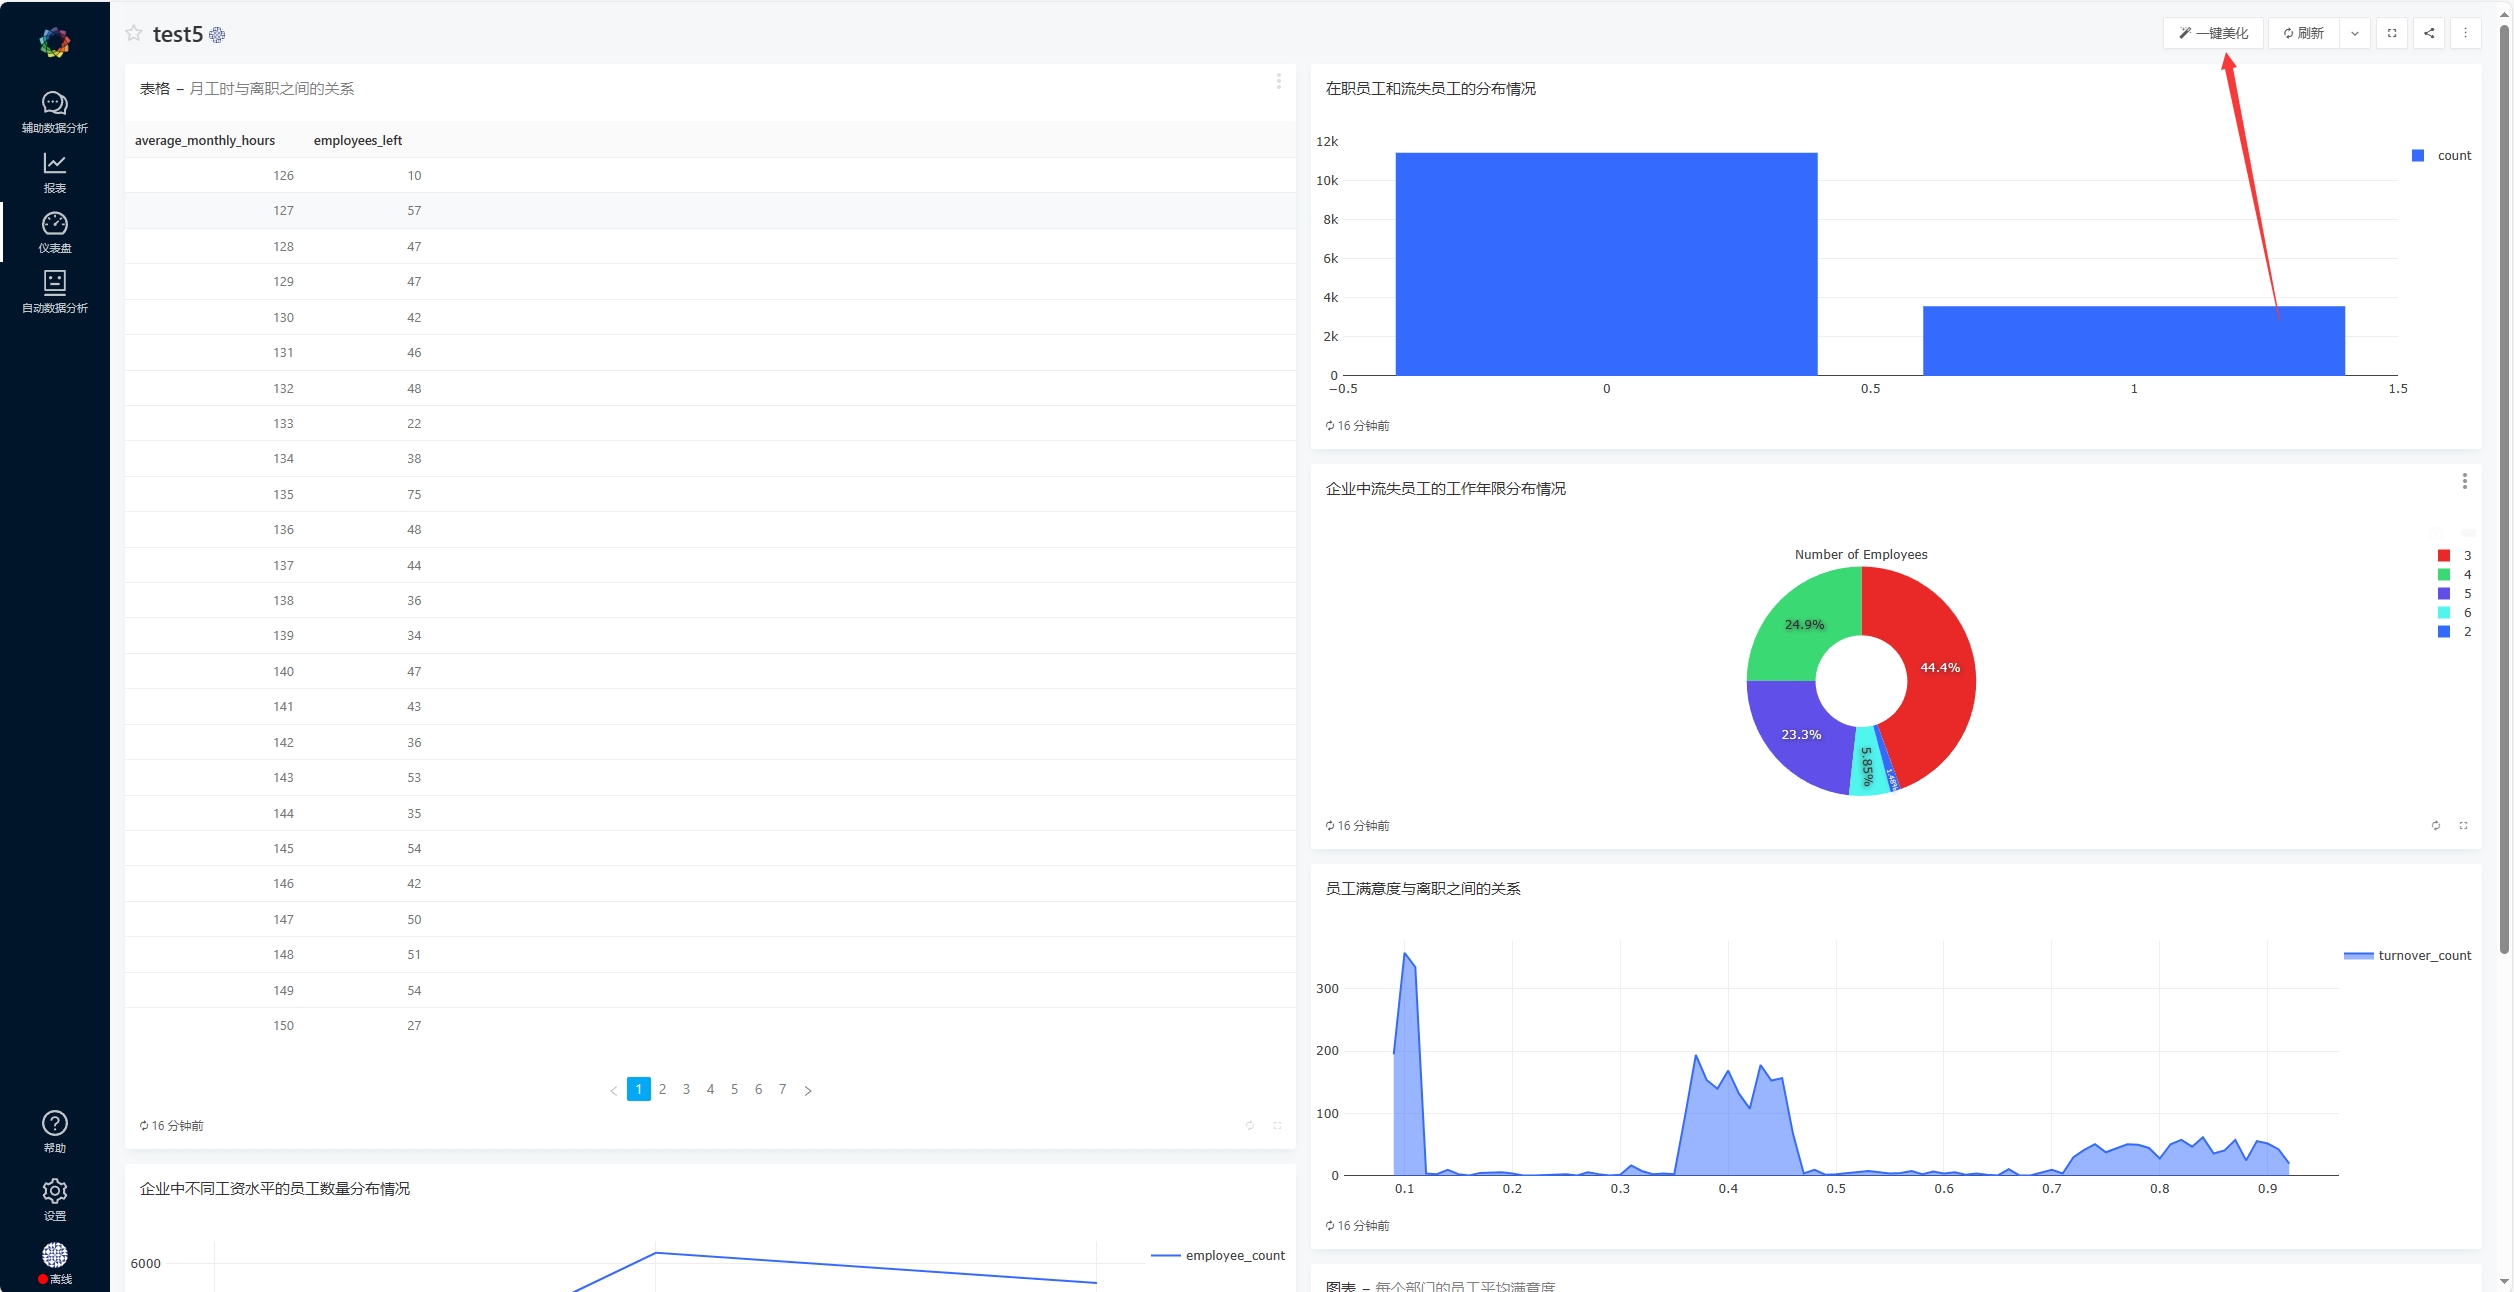 test5
一键美化
刷新
辅助数据分析
报表
仪表盘
自动数据分析
帮助
设置
离线
表格 – 月工时与离职之间的关系
average_monthly_hours employees_left
126 10
127 57
128 47
129 47
130 42
131 46
132 48
133 22
134 38
135 75
136 48
137 44
138 36
139 34
140 47
141 43
142 36
143 53
144 35
145 54
146 42
147 50
148 51
149 54
150 27
1 2 3 4 5 6 7
16 分钟前
企业中不同工资水平的员工数量分布情况
6000
employee_count
在职员工和流失员工的分布情况
12k
10k
8k
6k
4k
2k
0
−0.5 0 0.5 1 1.5
count
16 分钟前
企业中流失员工的工作年限分布情况
Number of Employees
24.9%
44.4%
23.3%
5.85%
1.48%
3
4
5
6
2
16 分钟前
员工满意度与离职之间的关系
turnover_count
300
200
100
0
0.1 0.2 0.3 0.4 0.5 0.6 0.7 0.8 0.9
16 分钟前
图表 – 每个部门的员工平均满意度